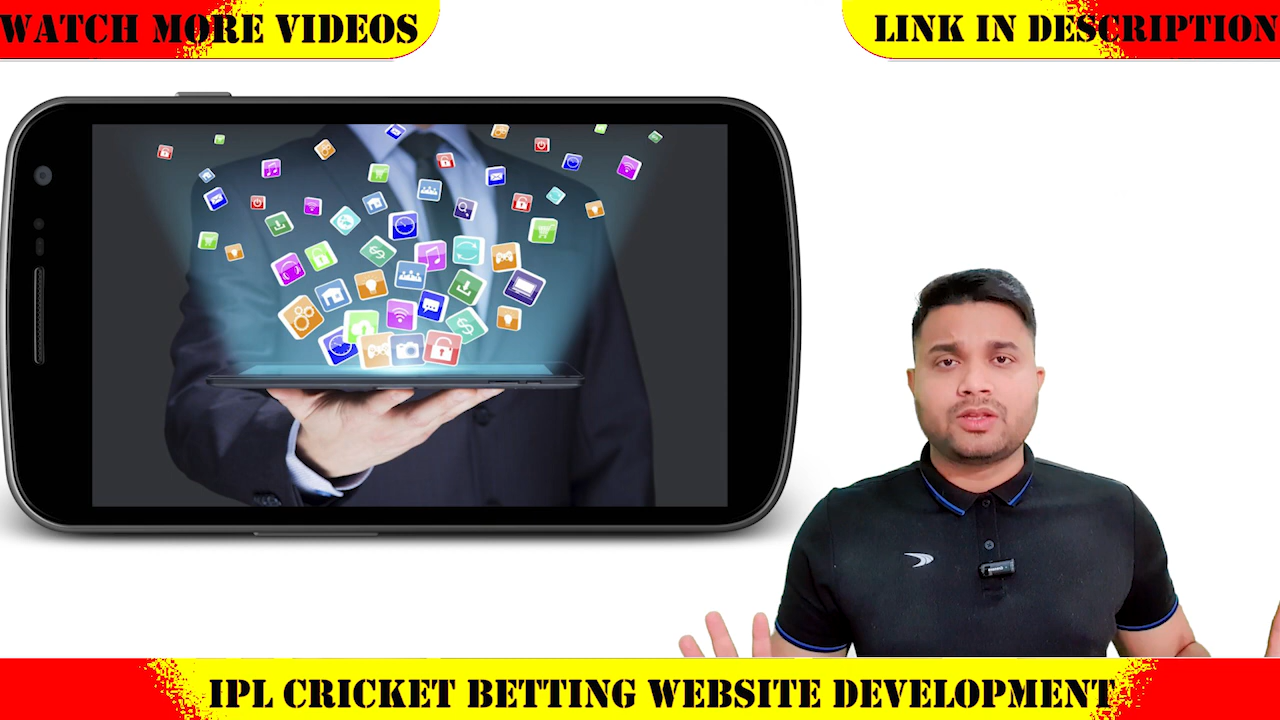 WATCH MORE VIDEOS
LINK IN DESCRIPTION
IPL CRICKET BETTING WEBSITE DEVELOPMENT